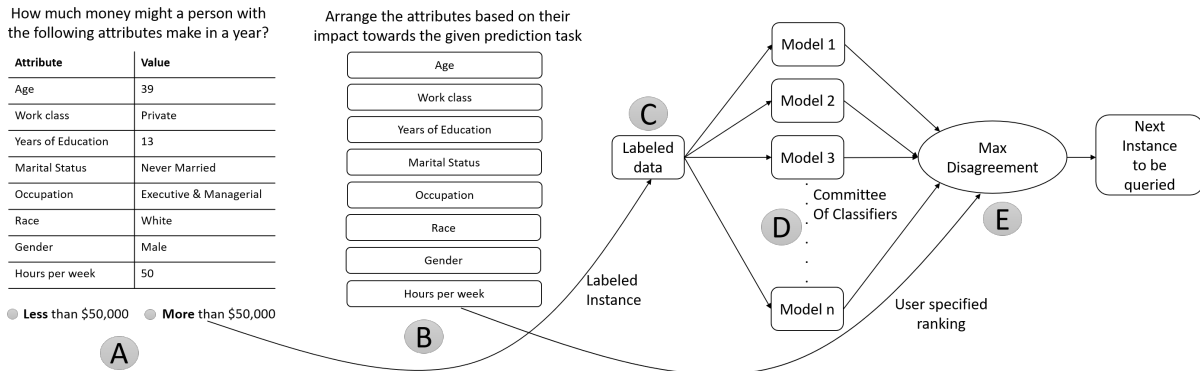 How much money might a person with
the following attributes make in a year?
Attribute Value
Age 39
Work class Private
Years of Education 13
Marital Status Never Married
Occupation Executive & Managerial
Race White
Gender Male
Hours per week 50
Less than $50,000 More than $50,000
A
Arrange the attributes based on their
impact towards the given prediction task
Age
Work class
Years of Education
Marital Status
Occupation
Race
Gender
Hours per week
B
C
Labeled
data
Labeled
Instance
Model 1
Model 2
Model 3
Committee
Of Classifiers
D
Model n
Max
Disagreement
E
User specified
ranking
Next
Instance
to be
queried